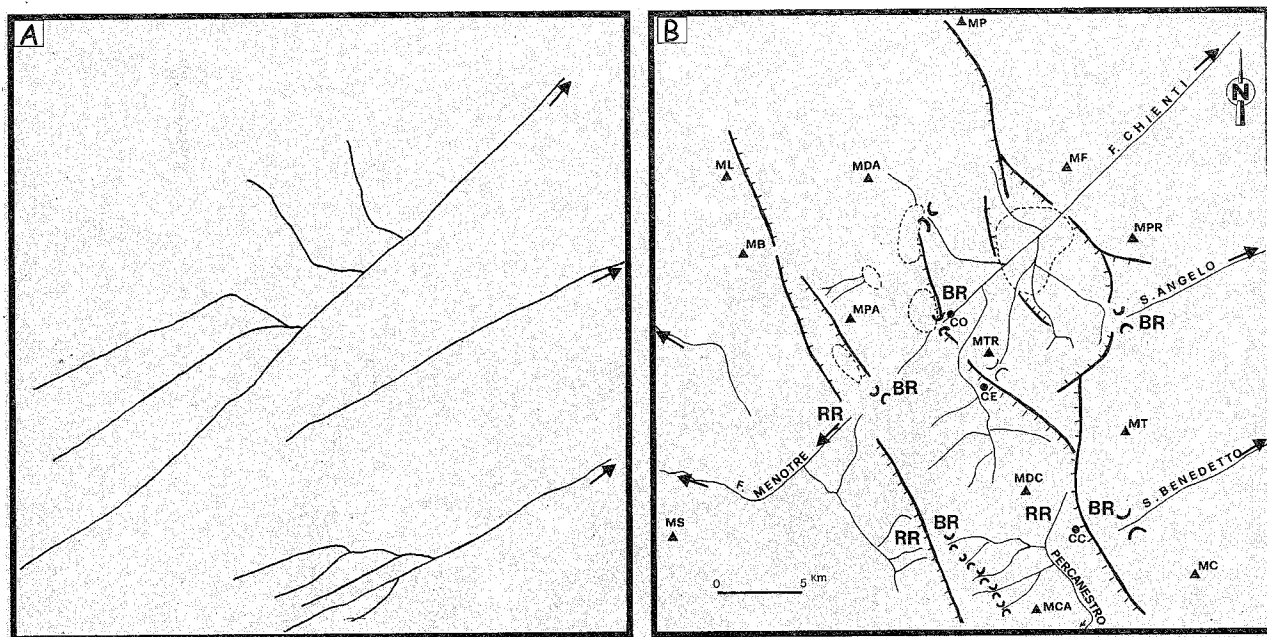 A
B
MP
N
F. CHIENTI
ML
MDA
MF
MB
MPR
S. ANGELO
BR
MPA
CO
BR
MTR
BR
CE
RR
MT
F. MENOTRE
MDC
S. BENEDETTO
RR
BR
BR
MS
RR
CC
PERCANESTRO
MC
0 5 Km
MCA